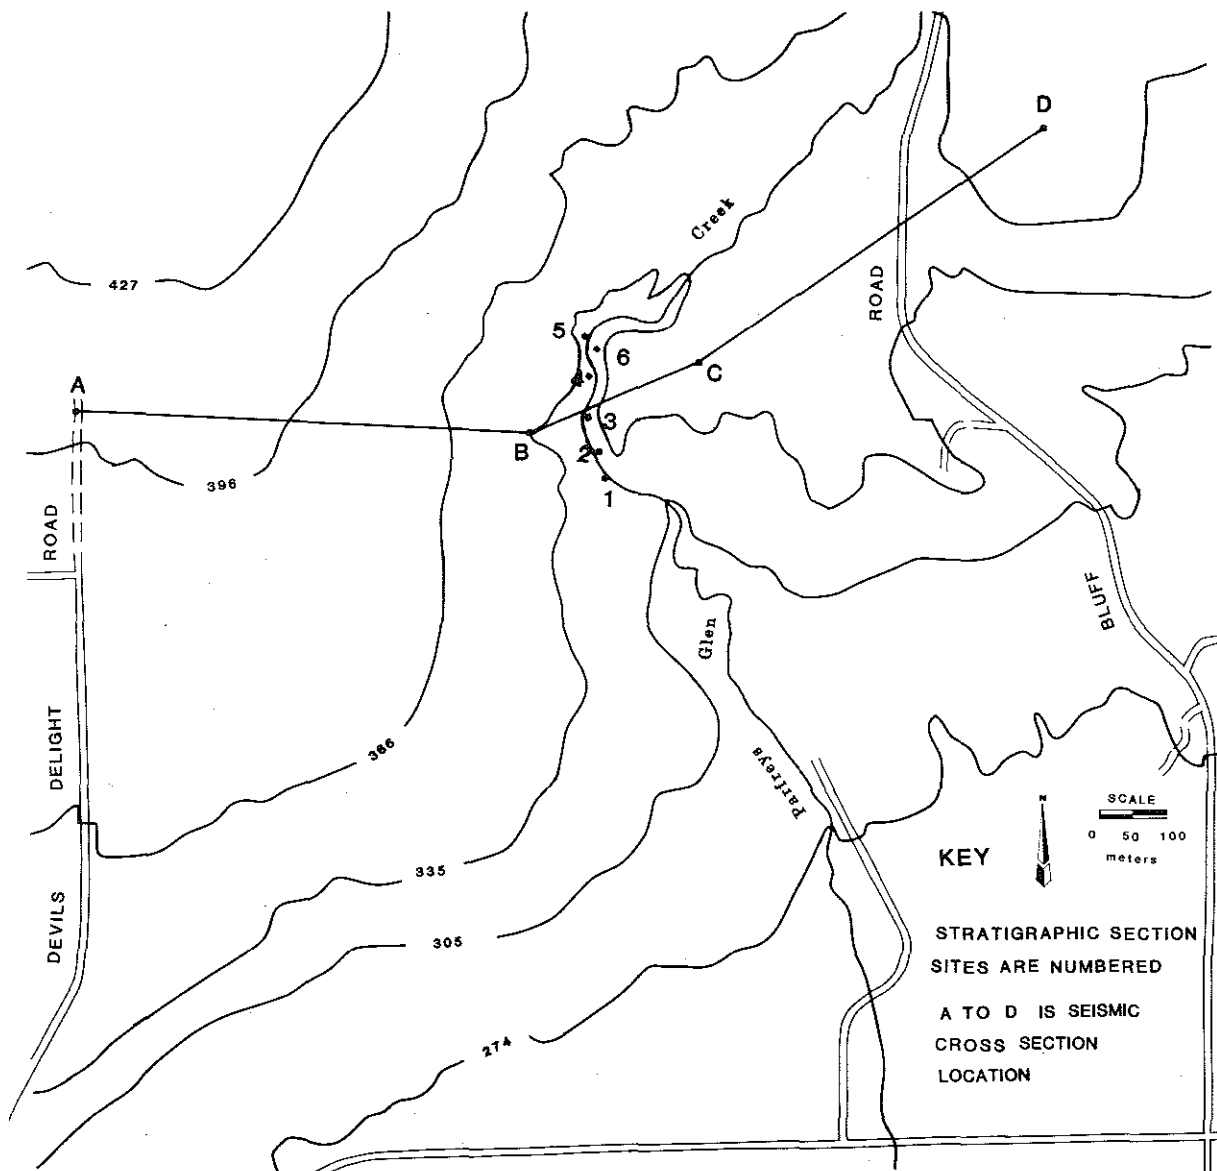 D
Creek
427
ROAD
5
6
4
C
A
3
B
2
396
1
ROAD
BLUFF
Glen
DELIGHT
366
Parfreys
N
SCALE
0 50 100
meters
KEY
335
DEVILS
305
STRATIGRAPHIC SECTION
SITES ARE NUMBERED
A TO D IS SEISMIC
CROSS SECTION
LOCATION
274